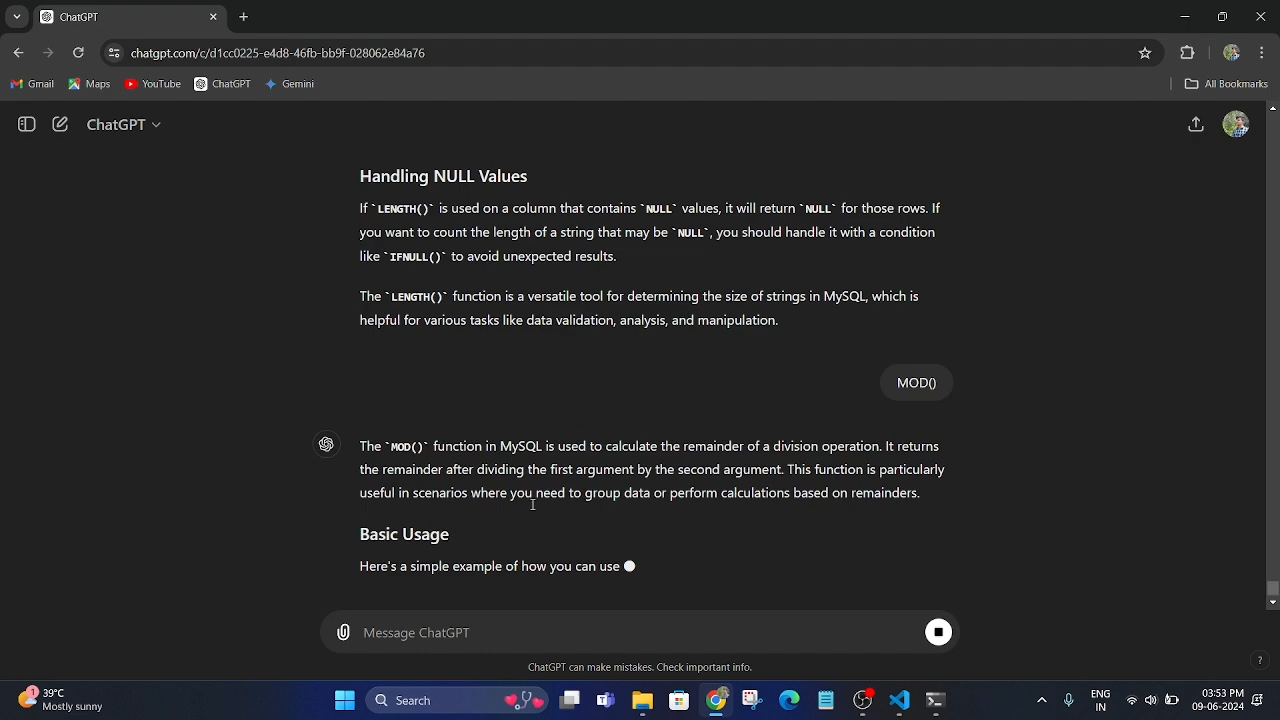 ChatGPT
chatgpt.com/c/d1cc0225-e4d8-46fb-bb9f-028062e84a76
Gmail Maps YouTube ChatGPT Gemini All Bookmarks
ChatGPT
Handling NULL Values
If `LENGTH()` is used on a column that contains `NULL` values, it will return `NULL` for those rows. If
you want to count the length of a string that may be `NULL`, you should handle it with a condition
like `IFNULL()` to avoid unexpected results.
The `LENGTH()` function is a versatile tool for determining the size of strings in MySQL, which is
helpful for various tasks like data validation, analysis, and manipulation.
MOD()
The `MOD()` function in MySQL is used to calculate the remainder of a division operation. It returns
the remainder after dividing the first argument by the second argument. This function is particularly
useful in scenarios where you need to group data or perform calculations based on remainders.
Basic Usage
Here's a simple example of how you can use
Message ChatGPT
ChatGPT can make mistakes. Check important info.
?
1
39°C
Mostly sunny
Search
ENG
IN
03:53 PM
09-06-2024